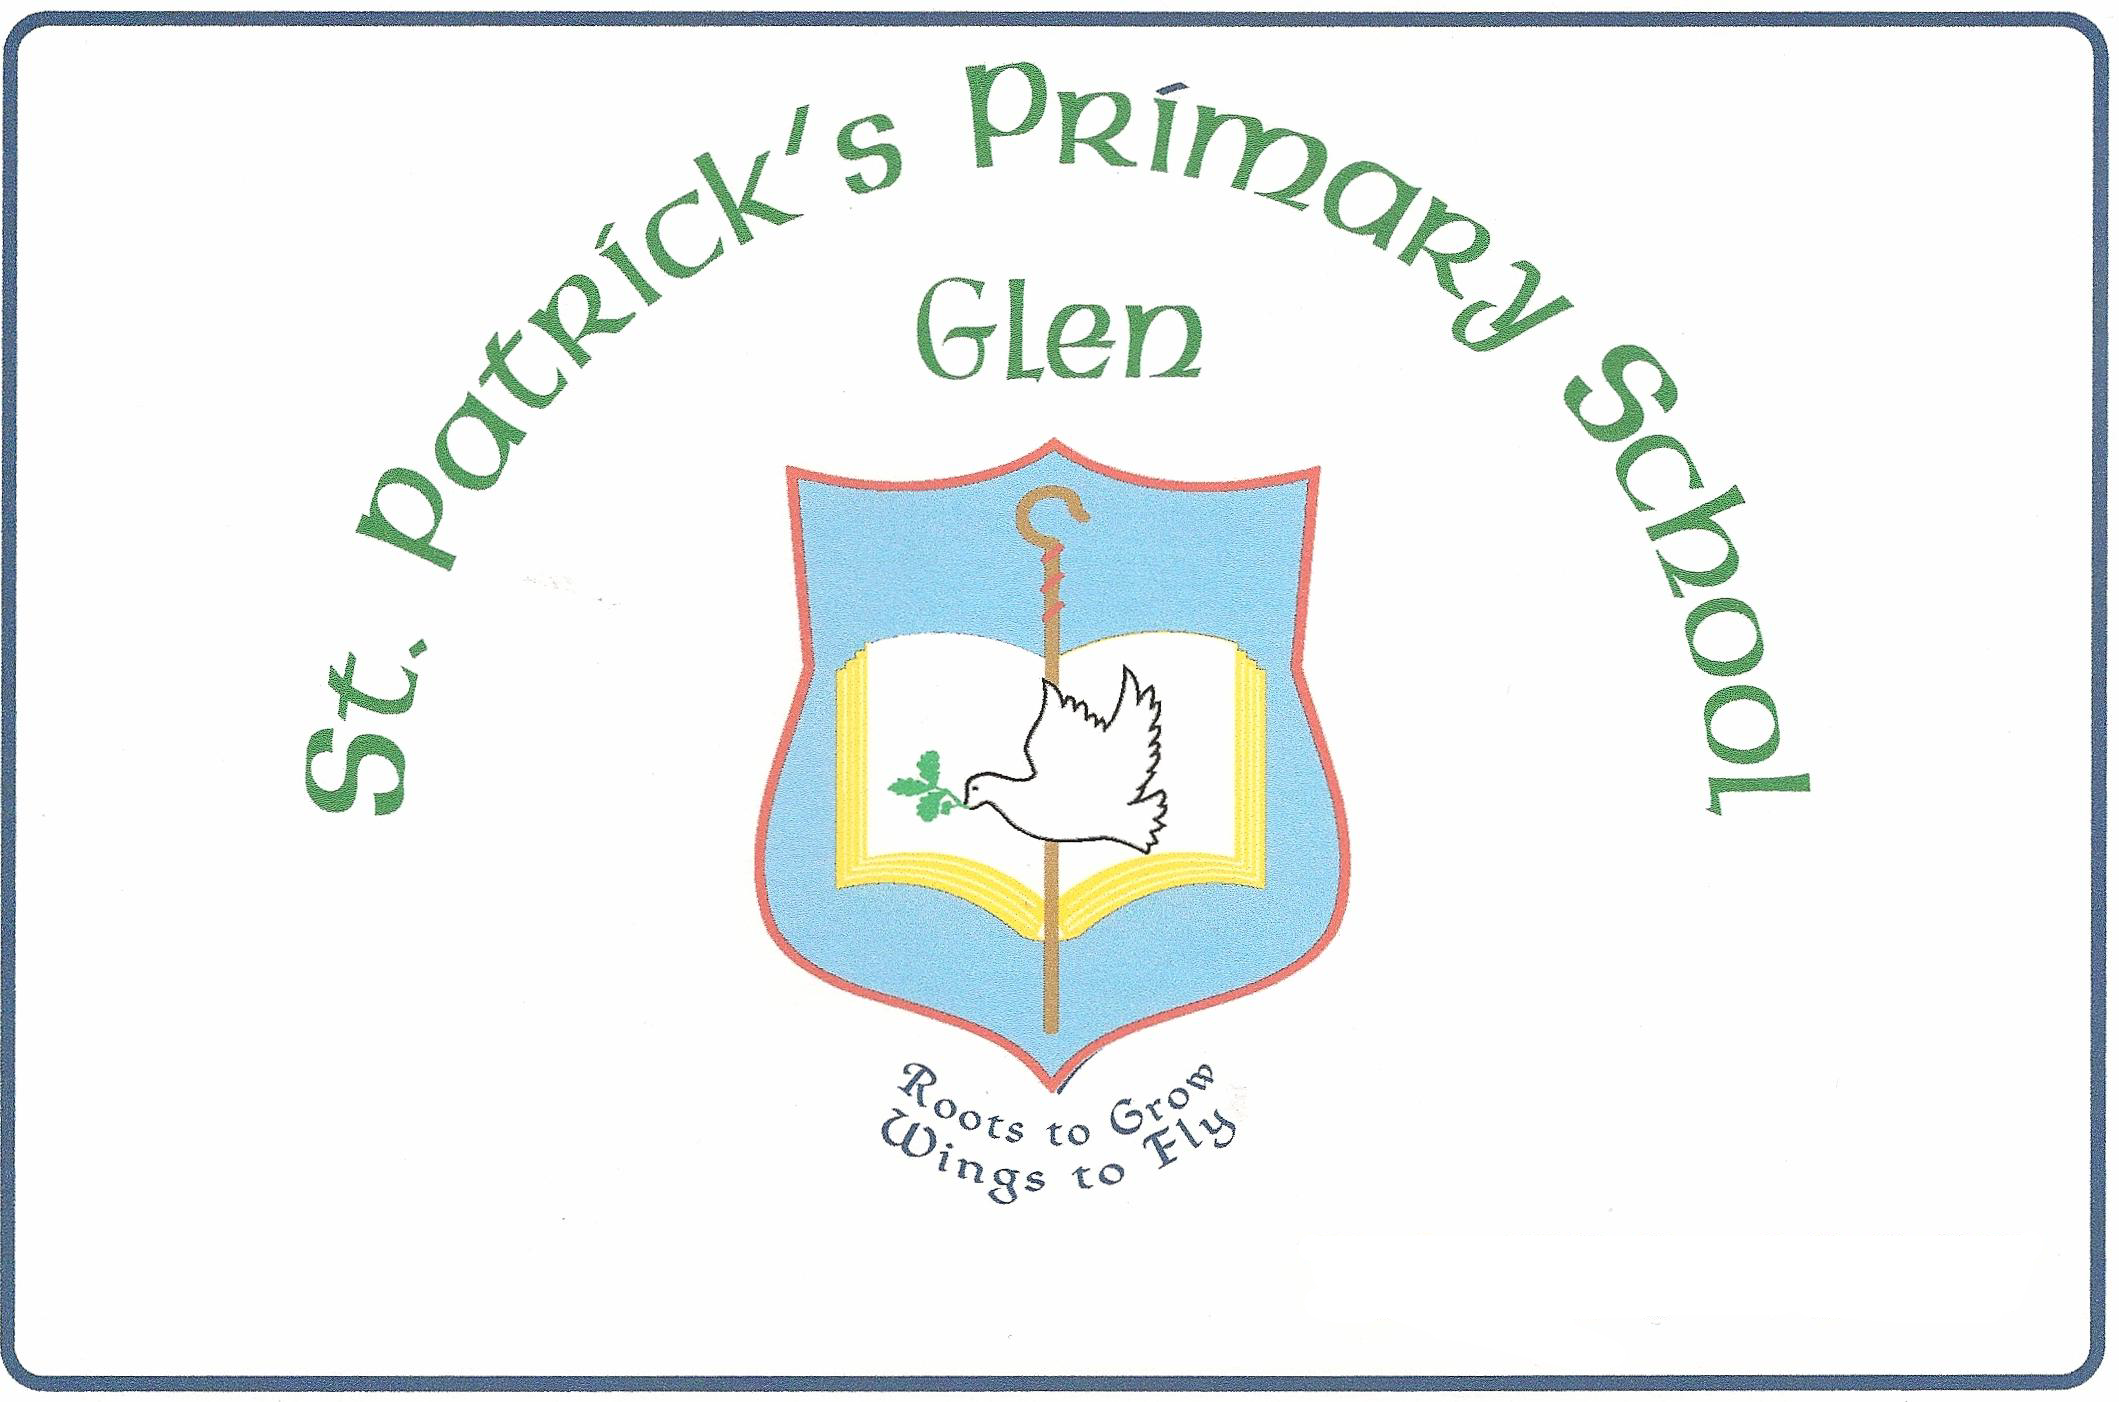 St. Patrick's Primary School
Glen
Roots to Grow
Wings to Fly